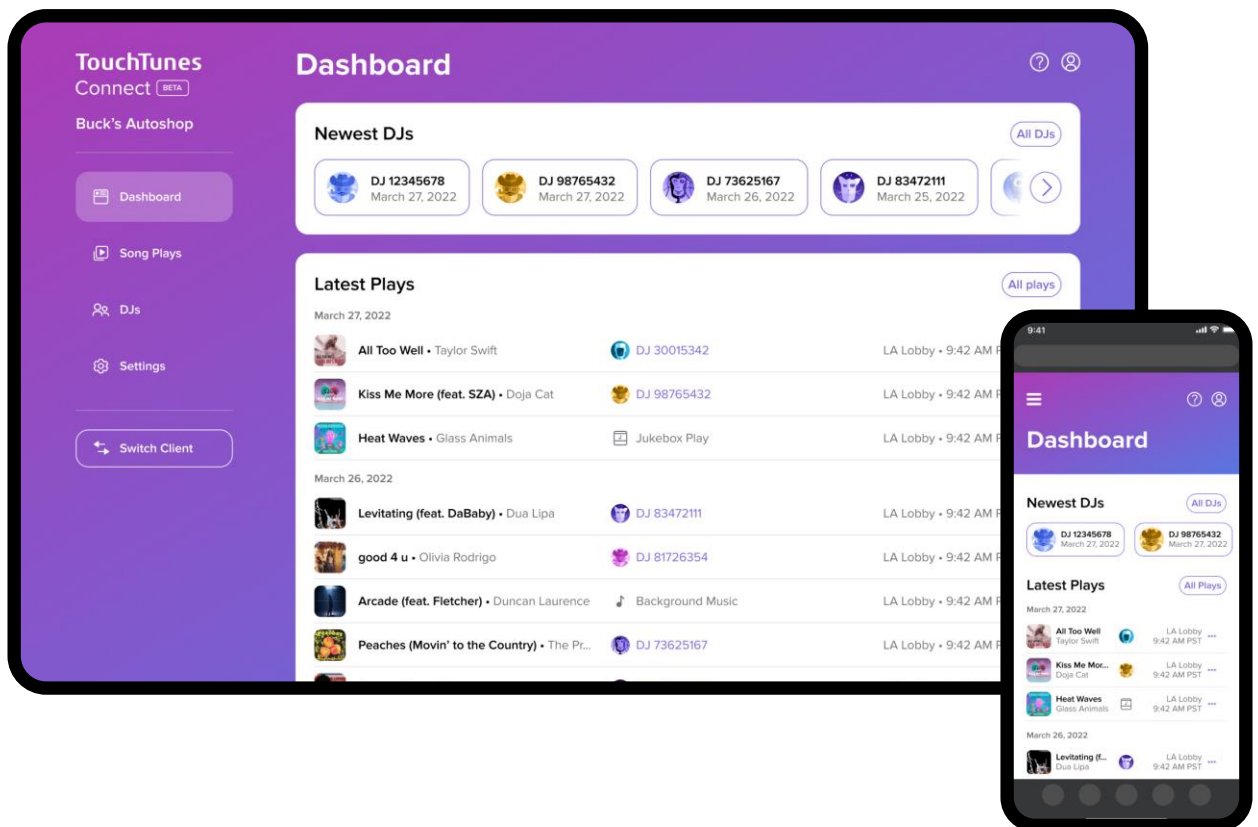 TouchTunes
Connect BETA
Buck's Autoshop
Dashboard
Song Plays
DJs
Settings
Switch Client
Dashboard
Newest DJs
All DJs
DJ 12345678
March 27, 2022
DJ 98765432
March 27, 2022
DJ 73625167
March 26, 2022
DJ 83472111
March 25, 2022
Latest Plays
All plays
March 27, 2022
All Too Well • Taylor Swift DJ 30015342 LA Lobby • 9:42 AM P
Kiss Me More (feat. SZA) • Doja Cat DJ 98765432 LA Lobby • 9:42 AM P
Heat Waves • Glass Animals Jukebox Play LA Lobby • 9:42 AM P
March 26, 2022
Levitating (feat. DaBaby) • Dua Lipa DJ 83472111 LA Lobby • 9:42 AM P
good 4 u • Olivia Rodrigo DJ 81726354 LA Lobby • 9:42 AM P
Arcade (feat. Fletcher) • Duncan Laurence Background Music LA Lobby • 9:42 AM P
Peaches (Movin' to the Country) • The Pr... DJ 73625167 LA Lobby • 9:42 AM P
9:41
Dashboard
Newest DJs
All DJs
DJ 12345678
March 27, 2022
DJ 98765432
March 27, 2022
Latest Plays
All Plays
March 27, 2022
All Too Well LA Lobby
Taylor Swift 9:42 AM PST
Kiss Me Mor... LA Lobby
Doja Cat 9:42 AM PST
Heat Waves LA Lobby
Glass Animals 9:42 AM PST
March 26, 2022
Levitating (f... LA Lobby
Dua Lipa 9:42 AM PST